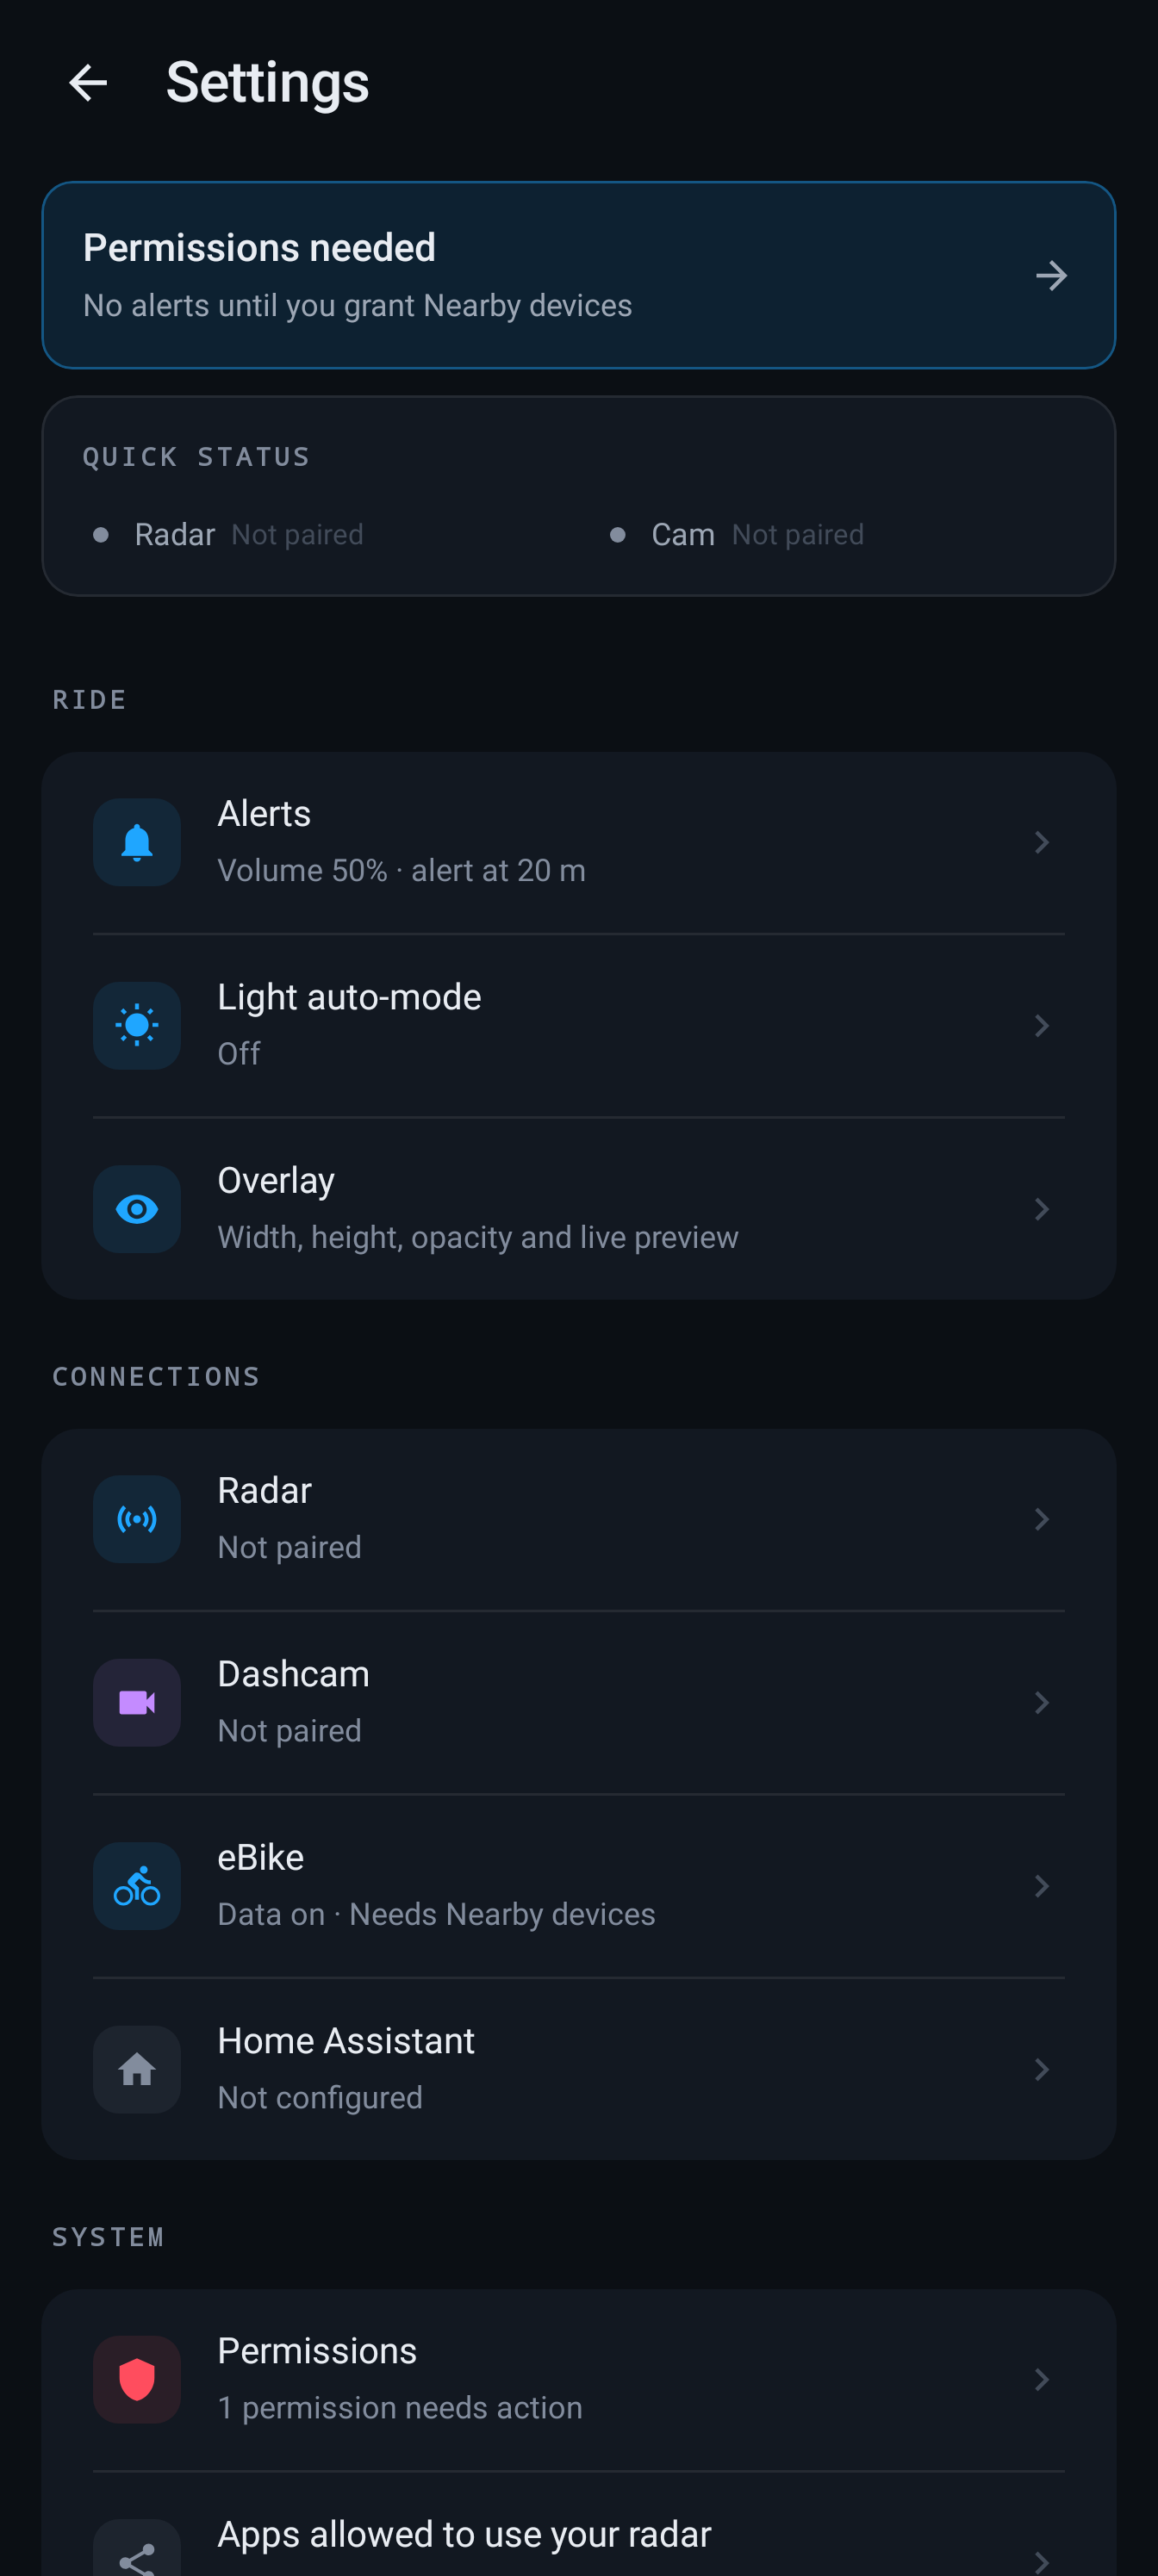 Settings
Permissions needed
No alerts until you grant Nearby devices
QUICK STATUS
Radar Not paired
Cam Not paired
RIDE
Alerts
Volume 50% · alert at 20 m
Light auto-mode
Off
Overlay
Width, height, opacity and live preview
CONNECTIONS
Radar
Not paired
Dashcam
Not paired
eBike
Data on · Needs Nearby devices
Home Assistant
Not configured
SYSTEM
Permissions
1 permission needs action
Apps allowed to use your radar